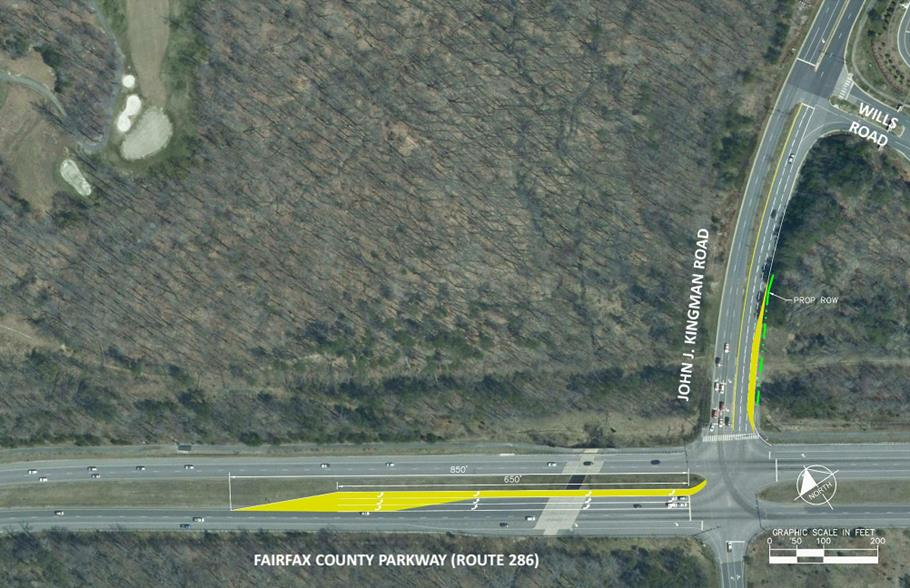 WILLS
ROAD
JOHN J. KINGMAN ROAD
PROP ROW
850'
650'
NORTH
GRAPHIC SCALE IN FEET
0 50 100 200
FAIRFAX COUNTY PARKWAY (ROUTE 286)